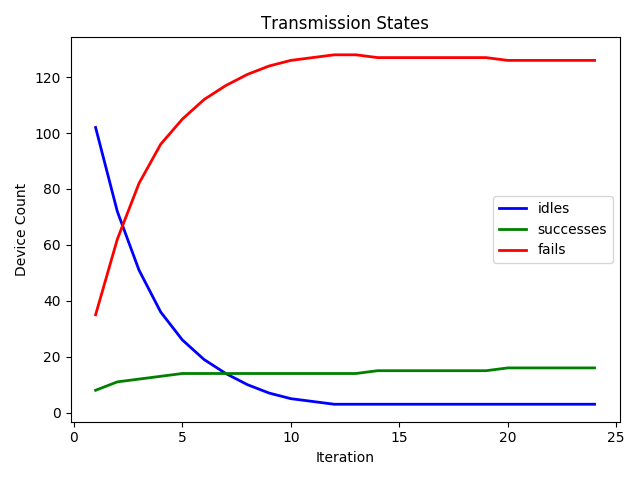 Transmission States
Device Count
120
100
80
60
40
20
0
idles
successes
fails
0 5 10 15 20 25
Iteration